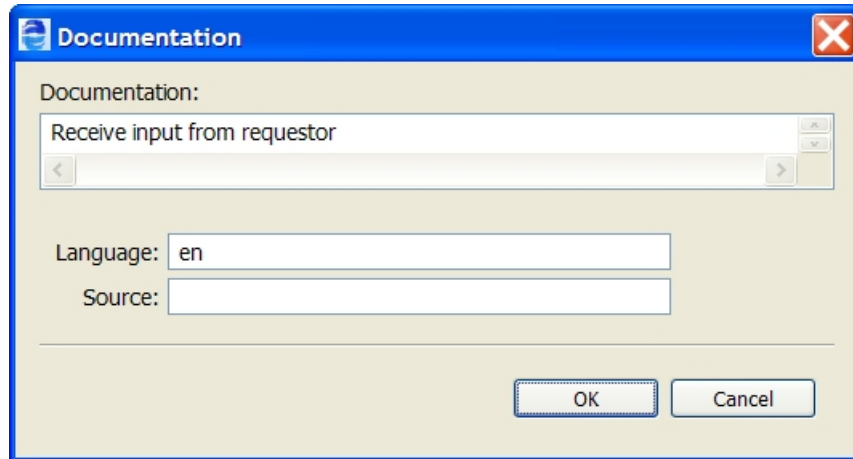 Documentation
Documentation:
Receive input from requestor
Language: en
Source:
OK Cancel